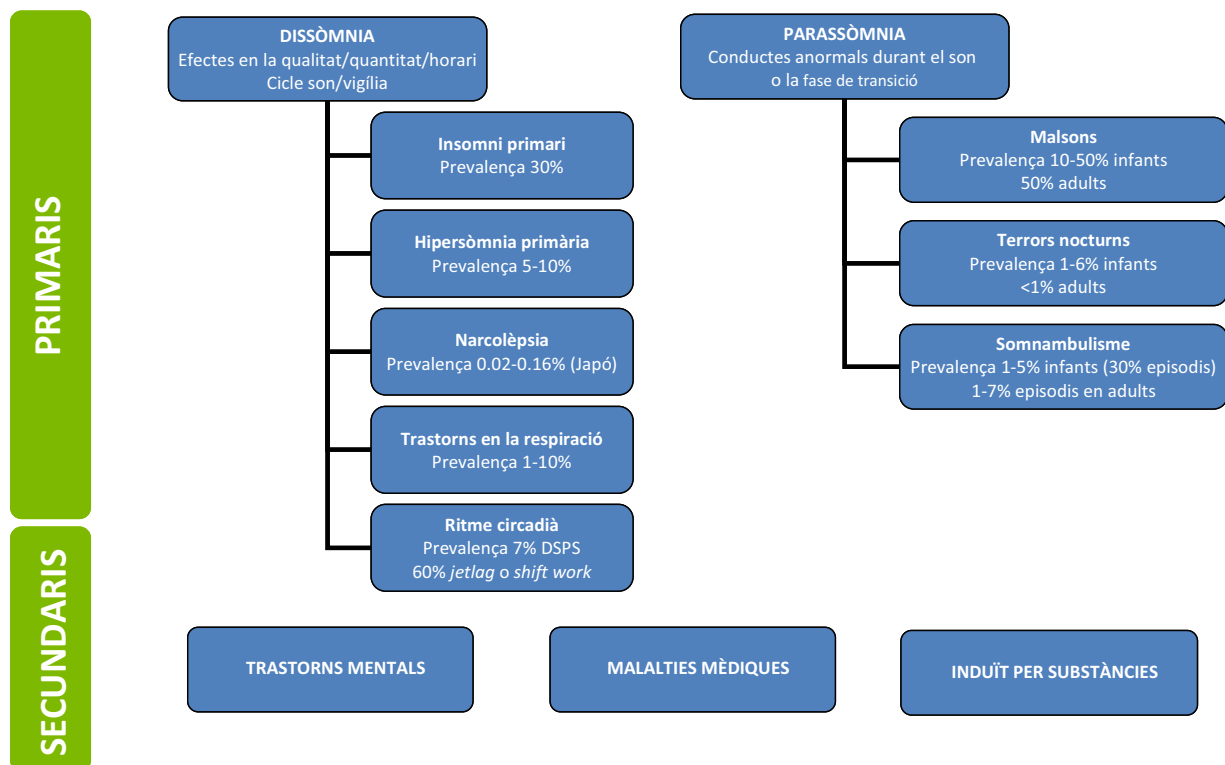 PRIMARIS
DISSÒMNIA
Efectes en la qualitat/quantitat/horari
Cicle son/vigília
Insomni primari
Prevalença 30%
Hipersòmnia primària
Prevalença 5-10%
Narcolèpsia
Prevalença 0.02-0.16% (Japó)
Trastorns en la respiració
Prevalença 1-10%
Ritme circadià
Prevalença 7% DSPS
60% jetlag o shift work
PARASSÒMNIA
Conductes anormals durant el son
o la fase de transició
Malsons
Prevalença 10-50% infants
50% adults
Terrors nocturns
Prevalença 1-6% infants
<1% adults
Somnambulisme
Prevalença 1-5% infants (30% episodis)
1-7% episodis en adults
SECUNDARIS
TRASTORNS MENTALS
MALALTIES MÈDIQUES
INDUÏT PER SUBSTÀNCIES